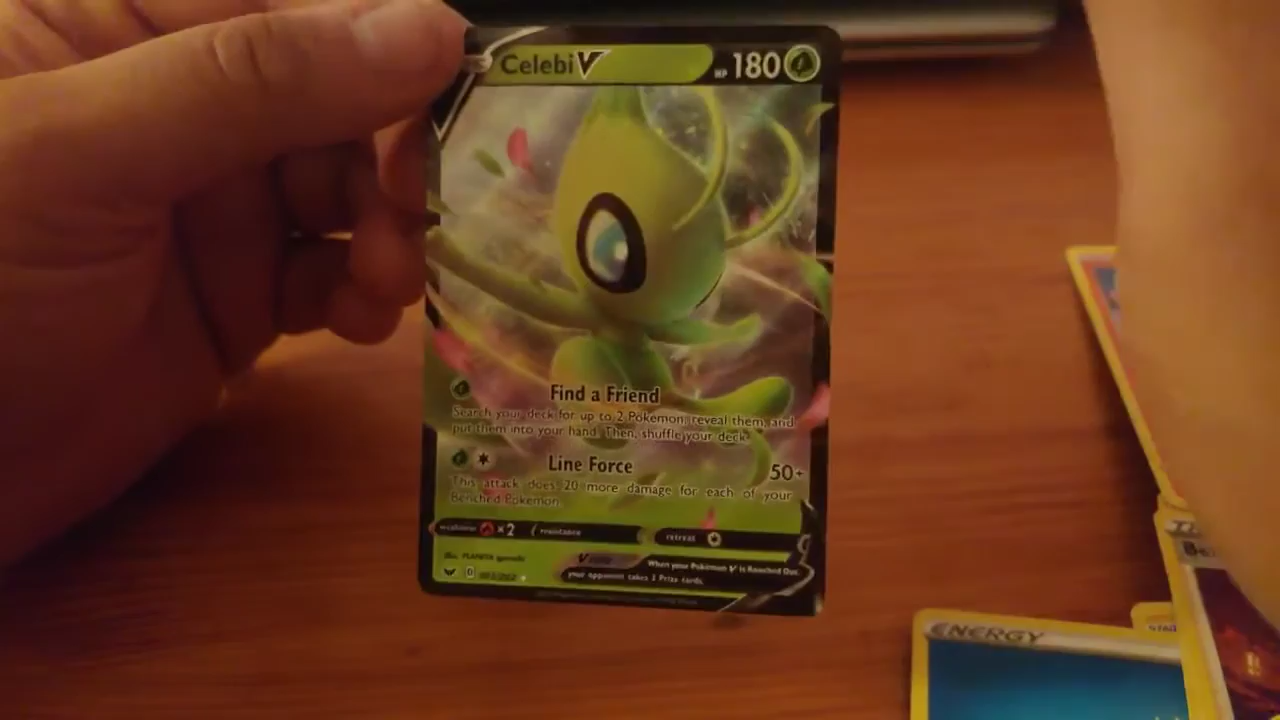 Celebi V HP 180
Find a Friend
Search your deck for up to 2 Pokémon, reveal them, and
put them into your hand. Then, shuffle your deck.
Line Force 50+
This attack does 20 more damage for each of your
Benched Pokémon.
weakness ×2 resistance retreat
Illus. PLANETA
V When your Pokémon V is Knocked Out,
D
your opponent takes 2 Prize cards.
ENERGY